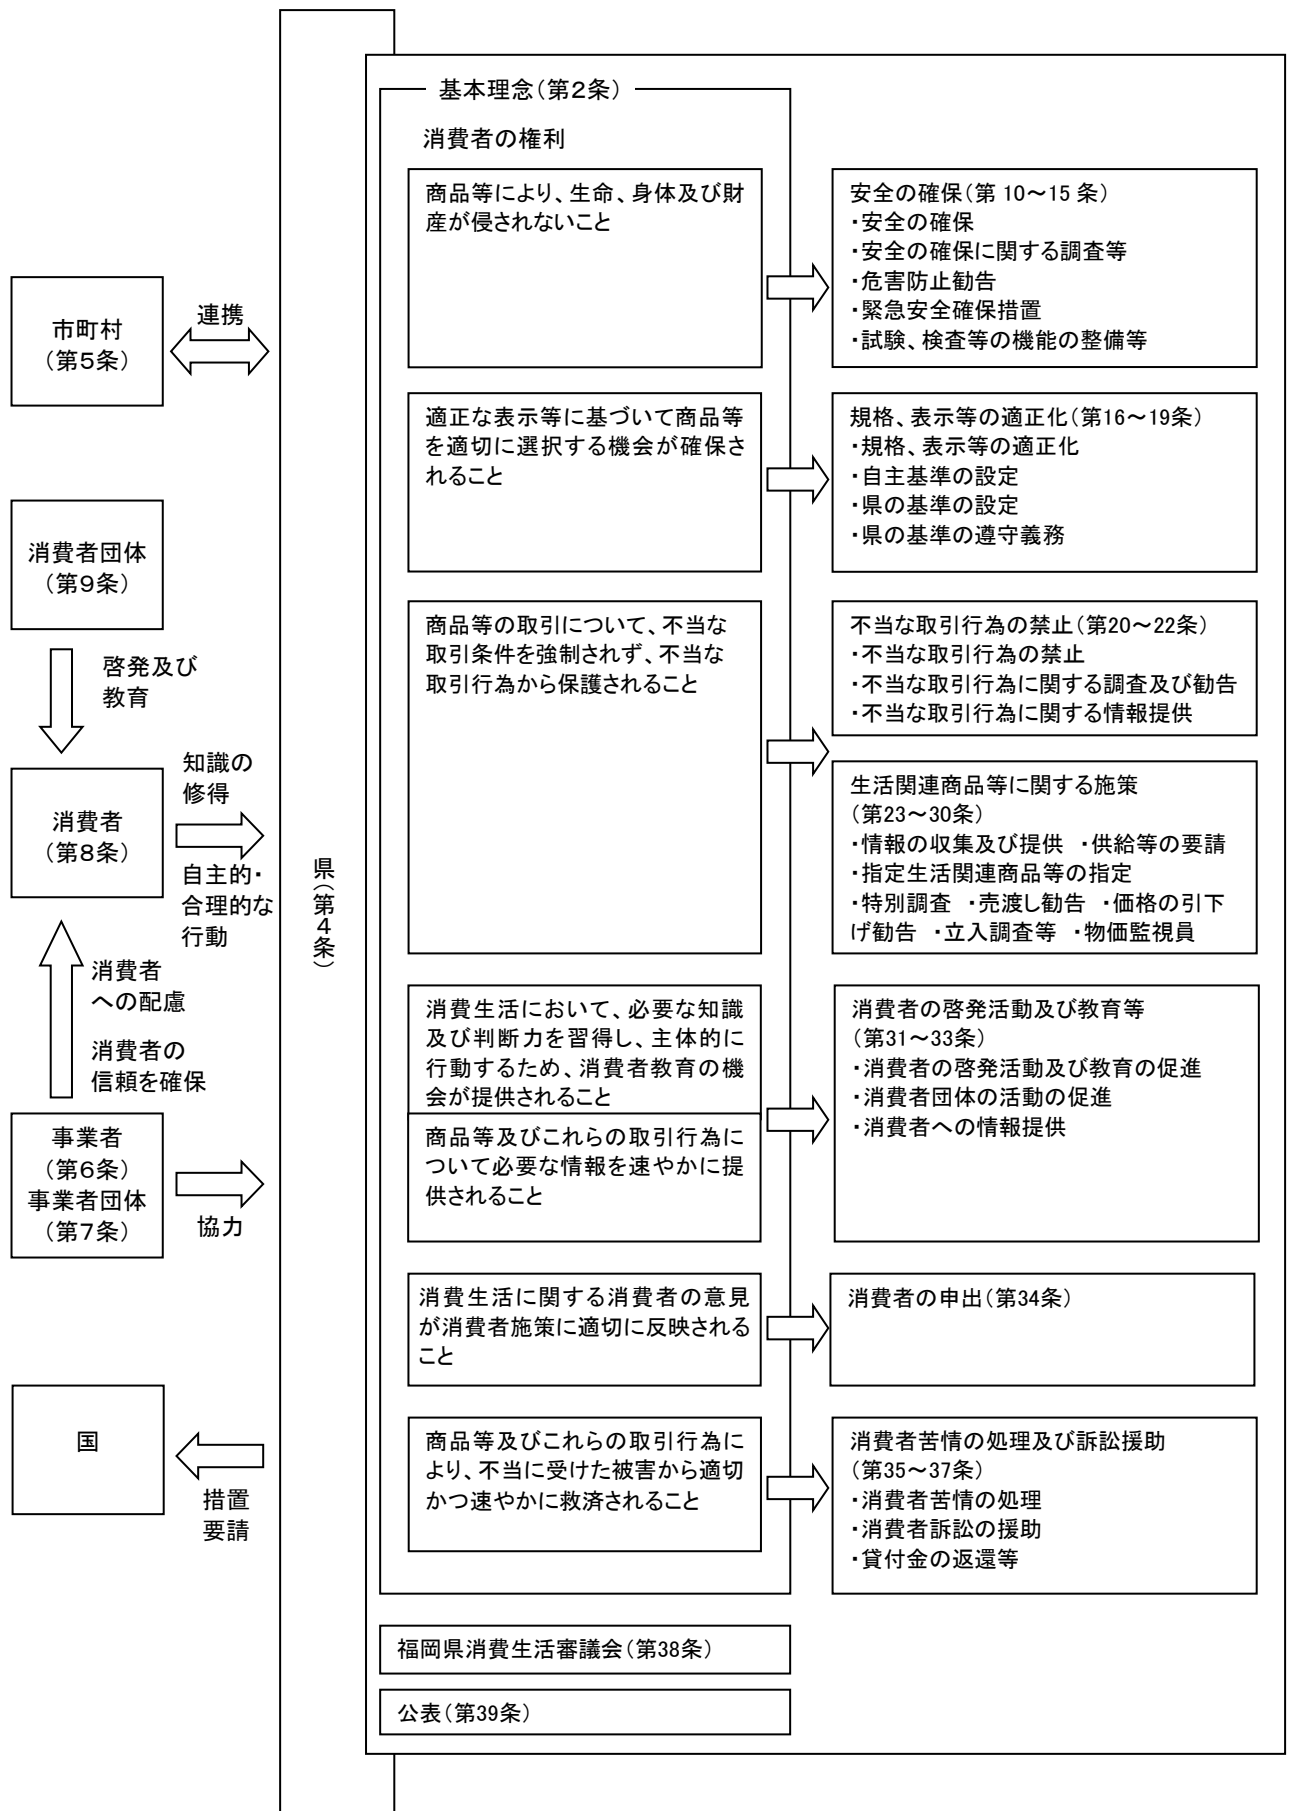 基本理念(第2条)
消費者の権利
商品等により、生命、身体及び財
産が侵されないこと
安全の確保(第 10～15 条)
・安全の確保
・安全の確保に関する調査等
・危害防止勧告
・緊急安全確保措置
・試験、検査等の機能の整備等
市町村
(第5条)
連携
適正な表示等に基づいて商品等
を適切に選択する機会が確保さ
れること
規格、表示等の適正化(第16～19条)
・規格、表示等の適正化
・自主基準の設定
・県の基準の設定
・県の基準の遵守義務
消費者団体
(第9条)
啓発及び
教育
商品等の取引について、不当な
取引条件を強制されず、不当な
取引行為から保護されること
不当な取引行為の禁止(第20～22条)
・不当な取引行為の禁止
・不当な取引行為に関する調査及び勧告
・不当な取引行為に関する情報提供
生活関連商品等に関する施策
(第23～30条)
・情報の収集及び提供 ・供給等の要請
・指定生活関連商品等の指定
・特別調査 ・売渡し勧告 ・価格の引下
げ勧告 ・立入調査等 ・物価監視員
消費者
(第8条)
知識の
修得
自主的・
合理的な
行動
県(第4条)
消費者
への配慮
消費者の
信頼を確保
消費生活において、必要な知識
及び判断力を習得し、主体的に
行動するため、消費者教育の機
会が提供されること
商品等及びこれらの取引行為に
ついて必要な情報を速やかに提
供されること
消費者の啓発活動及び教育等
(第31～33条)
・消費者の啓発活動及び教育の促進
・消費者団体の活動の促進
・消費者への情報提供
事業者
(第6条)
事業者団体
(第7条)
協力
消費生活に関する消費者の意見
が消費者施策に適切に反映される
こと
消費者の申出(第34条)
国
措置
要請
商品等及びこれらの取引行為に
より、不当に受けた被害から適切
かつ速やかに救済されること
消費者苦情の処理及び訴訟援助
(第35～37条)
・消費者苦情の処理
・消費者訴訟の援助
・貸付金の返還等
福岡県消費生活審議会(第38条)
公表(第39条)